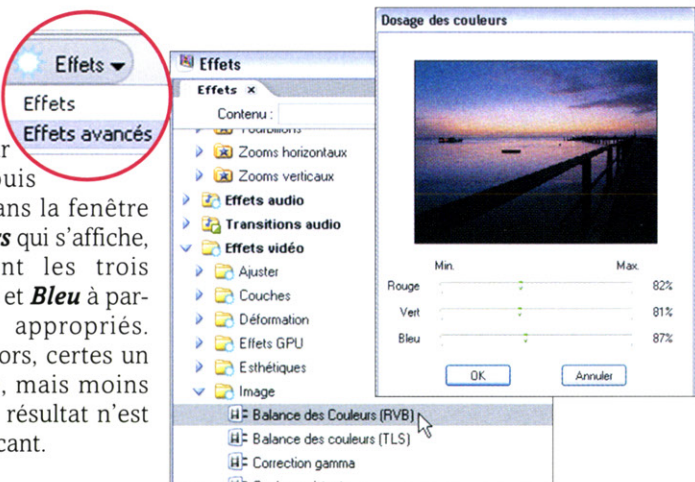 Effets
Effets
Effets avancés
r
puis
ans la fenêtre
rs qui s'affiche,
nt les trois
et Bleu à par-
appropriés.
ors, certes un
, mais moins
résultat n'est
cant.
Effets
Effets ×
Contenu :
Tourbillons
Zooms horizontaux
Zooms verticaux
Effets audio
Transitions audio
Effets vidéo
Ajuster
Couches
Déformation
Effets GPU
Esthétiques
Image
Balance des Couleurs (RVB)
Balance des couleurs (TLS)
Correction gamma
Dosage des couleurs
Min. Max.
Rouge 82%
Vert 81%
Bleu 87%
OK Annuler